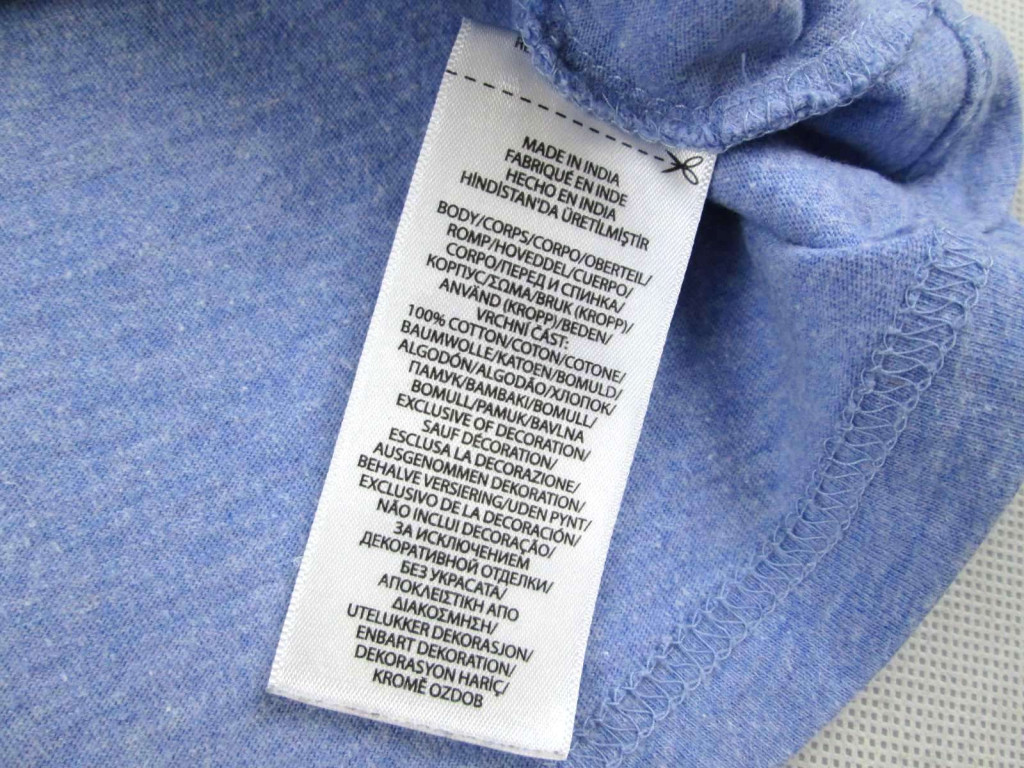 MADE IN INDIA
FABRIQUÉ EN INDE
HECHO EN INDIA
HİNDİSTAN'DA ÜRETİLMİŞTİR
BODY/CORPS/CORPO/OBERTEIL/
ROMP/HOVEDDEL/CUERPO/
CORPO/ПЕРЕД И СПИНКА/
КОРПУС/ΣΩΜΑ/BRUK (KROPP)/
ANVÄND (KROPP)/BEDEN/
VRCHNÍ ČÁST:
100% COTTON/COTON/COTONE/
BAUMWOLLE/KATOEN/BOMULD/
ALGODÓN/ALGODÃO/ХЛОПОК/
ПАМУК/ΒΑΜΒΑΚΙ/BOMULL/
BOMULL/PAMUK/BAVLNA
EXCLUSIVE OF DECORATION/
SAUF DÉCORATION/
ESCLUSA LA DECORAZIONE/
AUSGENOMMEN DEKORATION/
BEHALVE VERSIERING/UDEN PYNT/
EXCLUSIVO DE LA DECORACIÓN/
NÃO INCLUI DECORAÇÃO/
ЗА ИСКЛЮЧЕНИЕМ
ДЕКОРАТИВНОЙ ОТДЕЛКИ/
БЕЗ УКРАСАТА/
ΑΠΟΚΛΕΙΣΤΙΚΗ ΑΠΟ
ΔΙΑΚΟΣΜΗΣΗ/
UTELUKKER DEKORASJON/
ENBART DEKORATION/
DEKORASYON HARİÇ/
KROMĚ OZDOB